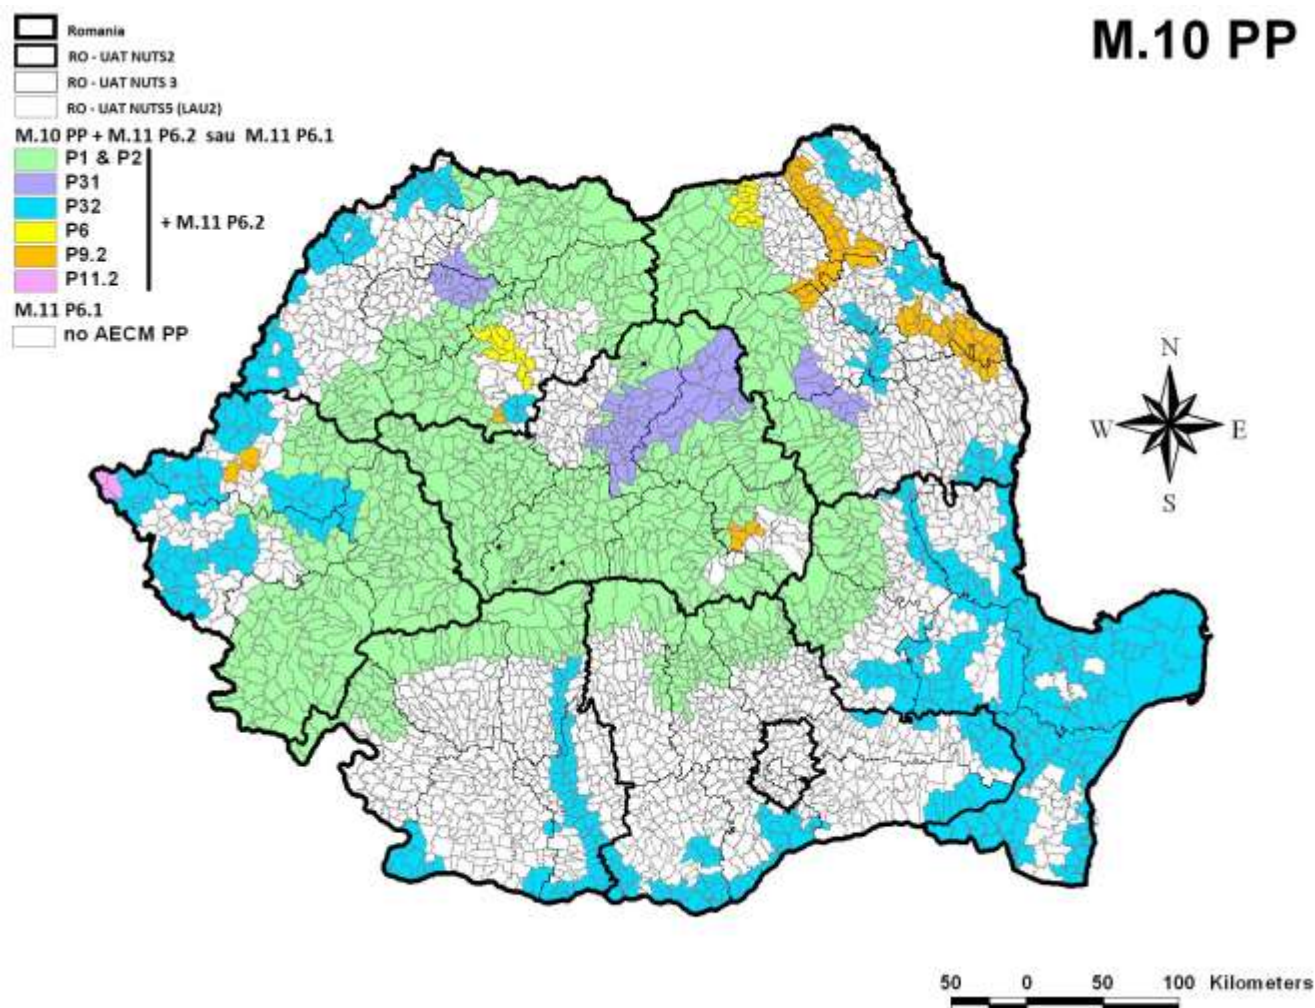 M.10 PP
Romania
RO - UAT NUTS2
RO - UAT NUTS 3
RO - UAT NUTS5 (LAU2)
M.10 PP + M.11 P6.2 sau M.11 P6.1
P1 & P2
P31
P32
P6
P9.2
P11.2
+ M.11 P6.2
M.11 P6.1
no AECM PP
N
W E
S
50 0 50 100 Kilometers